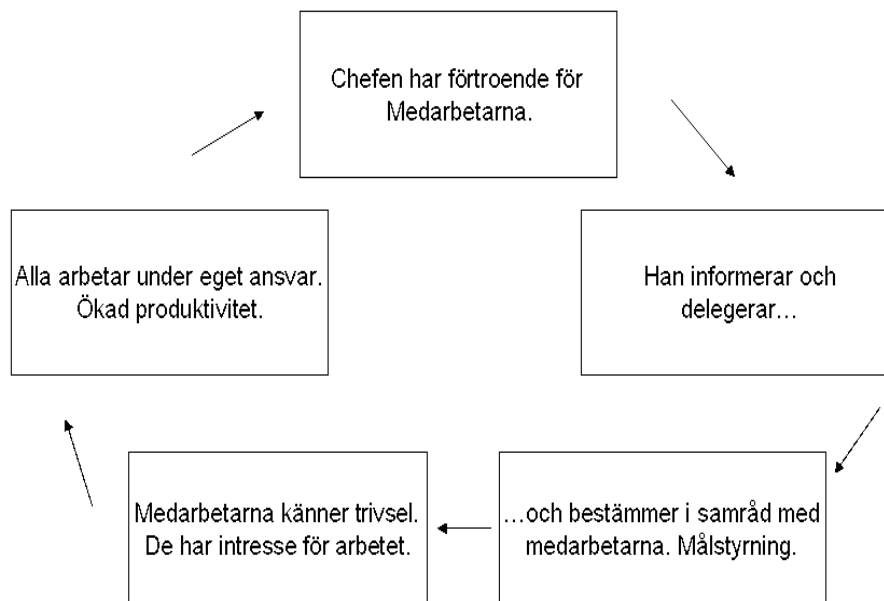 Chefen har förtroende för
Medarbetarna.
Han informerar och
delegerar…
…och bestämmer i samråd med
medarbetarna. Målstyrning.
Medarbetarna känner trivsel.
De har intresse för arbetet.
Alla arbetar under eget ansvar.
Ökad produktivitet.